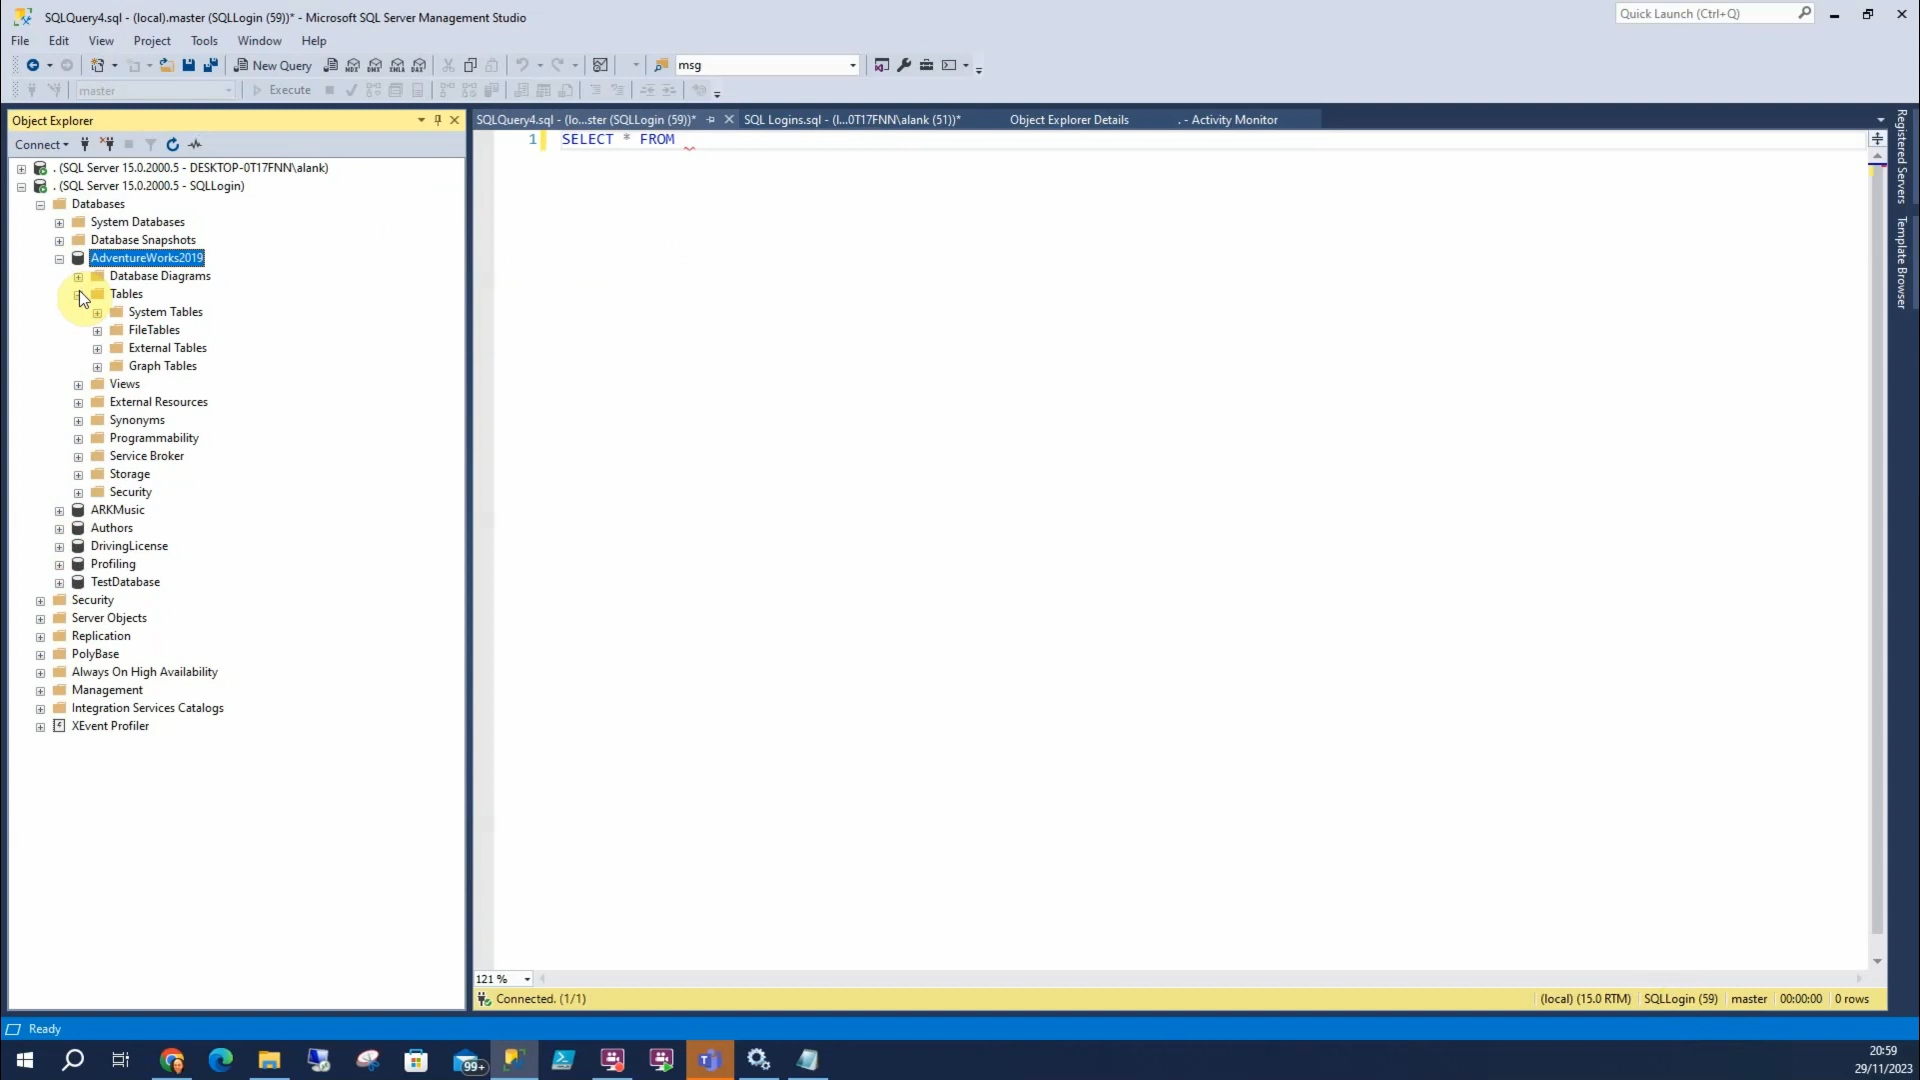 SQLQuery4.sql - (local).master (SQLLogin (59))* - Microsoft SQL Server Management Studio
Quick Launch (Ctrl+Q)
File Edit View Project Tools Window Help
New Query
msg
master
Execute
Object Explorer
SQLQuery4.sql - (lo...ster (SQLLogin (59))*
SQL Logins.sql - (l...0T17FNN\alank (51))*
Object Explorer Details
. - Activity Monitor
Connect
1 SELECT * FROM
. (SQL Server 15.0.2000.5 - DESKTOP-0T17FNN\alank)
. (SQL Server 15.0.2000.5 - SQLLogin)
Databases
System Databases
Database Snapshots
AdventureWorks2019
Database Diagrams
Tables
System Tables
FileTables
External Tables
Graph Tables
Views
External Resources
Synonyms
Programmability
Service Broker
Storage
Security
ARKMusic
Authors
DrivingLicense
Profiling
TestDatabase
Security
Server Objects
Replication
PolyBase
Always On High Availability
Management
Integration Services Catalogs
XEvent Profiler
Registered Servers
Template Browser
121 %
Connected. (1/1)
(local) (15.0 RTM) SQLLogin (59) master 00:00:00 0 rows
Ready
99+
20:59
29/11/2023